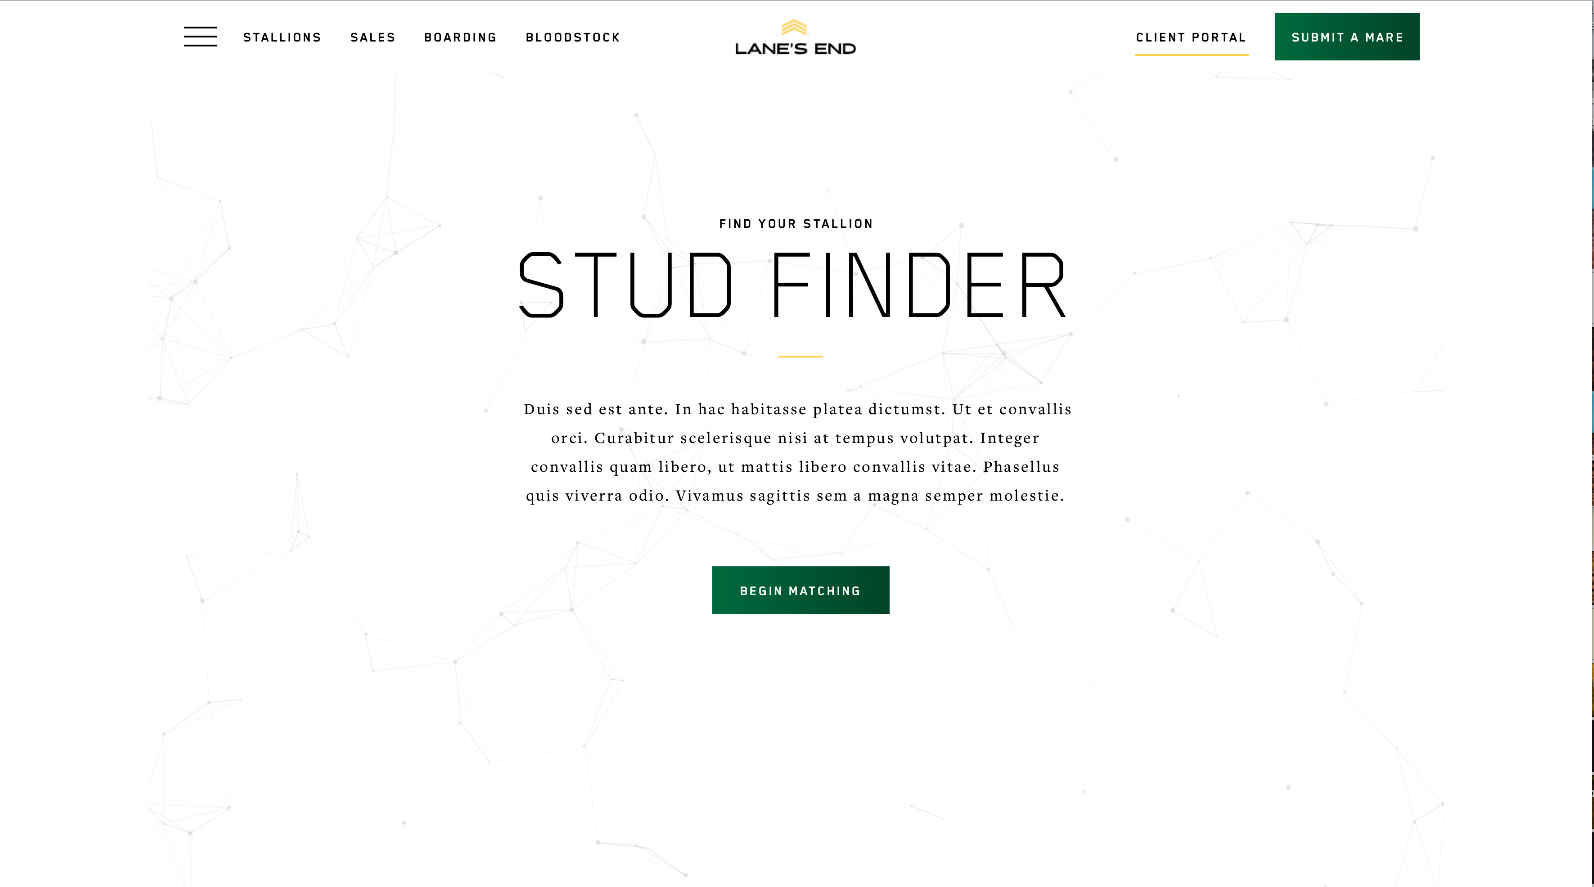 STALLIONS SALES BOARDING BLOODSTOCK
LANE'S END
CLIENT PORTAL SUBMIT A MARE
FIND YOUR STALLION
STUD FINDER
Duis sed est ante. In hac habitasse platea dictumst. Ut et convallis
orci. Curabitur scelerisque nisi at tempus volutpat. Integer
convallis quam libero, ut mattis libero convallis vitae. Phasellus
quis viverra odio. Vivamus sagittis sem a magna semper molestie.
BEGIN MATCHING